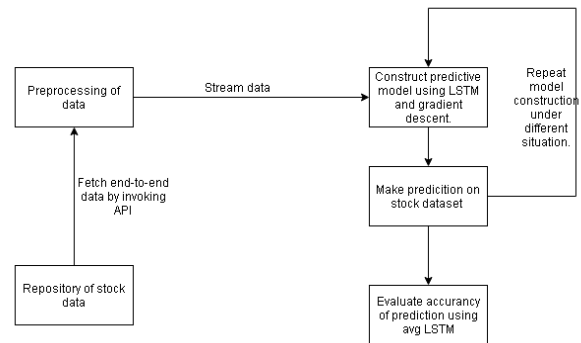 Preprocessing of
data
Stream data
Construct predictive
model using LSTM
and gradient
descent.
Repeat
model
construction
under
different
situation.
Fetch end-to-end
data by invoking
API
Make predicition on
stock dataset
Repository of stock
data
Evaluate accurancy
of prediction using
avg LSTM